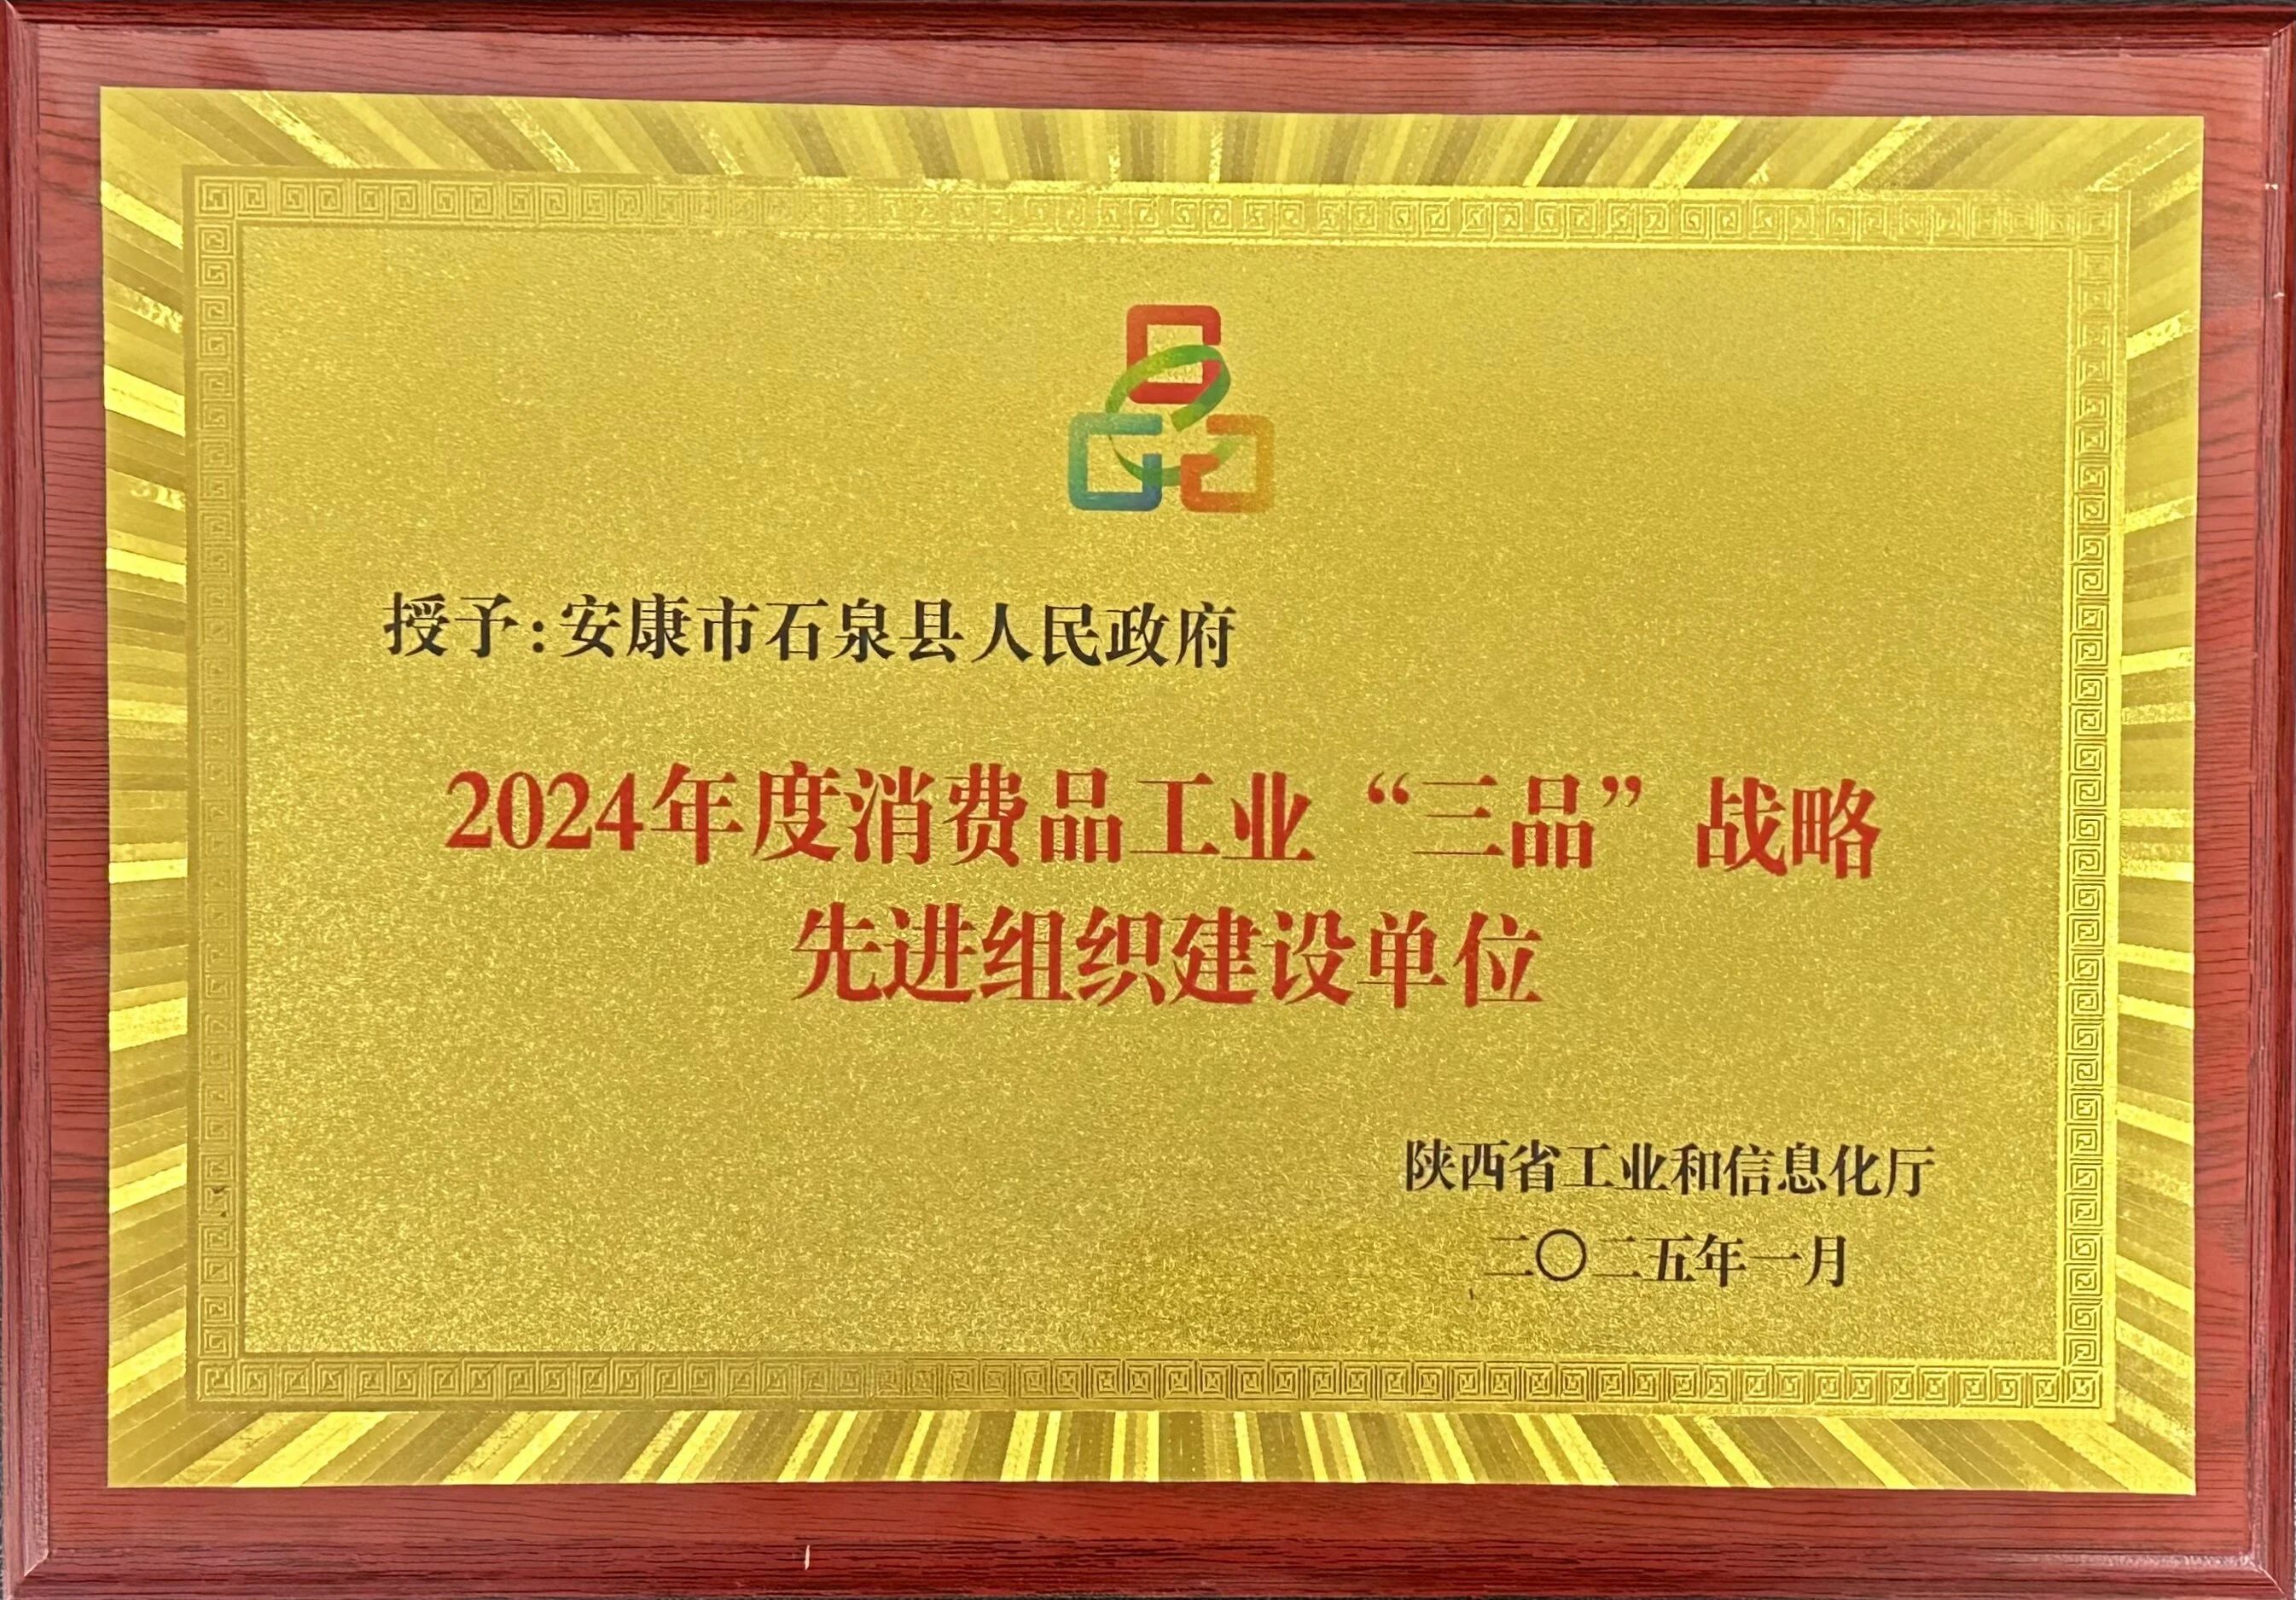 授予:安康市石泉县人民政府
2024年度消费品工业“三品”战略
先进组织建设单位
陕西省工业和信息化厅
二〇二五年一月